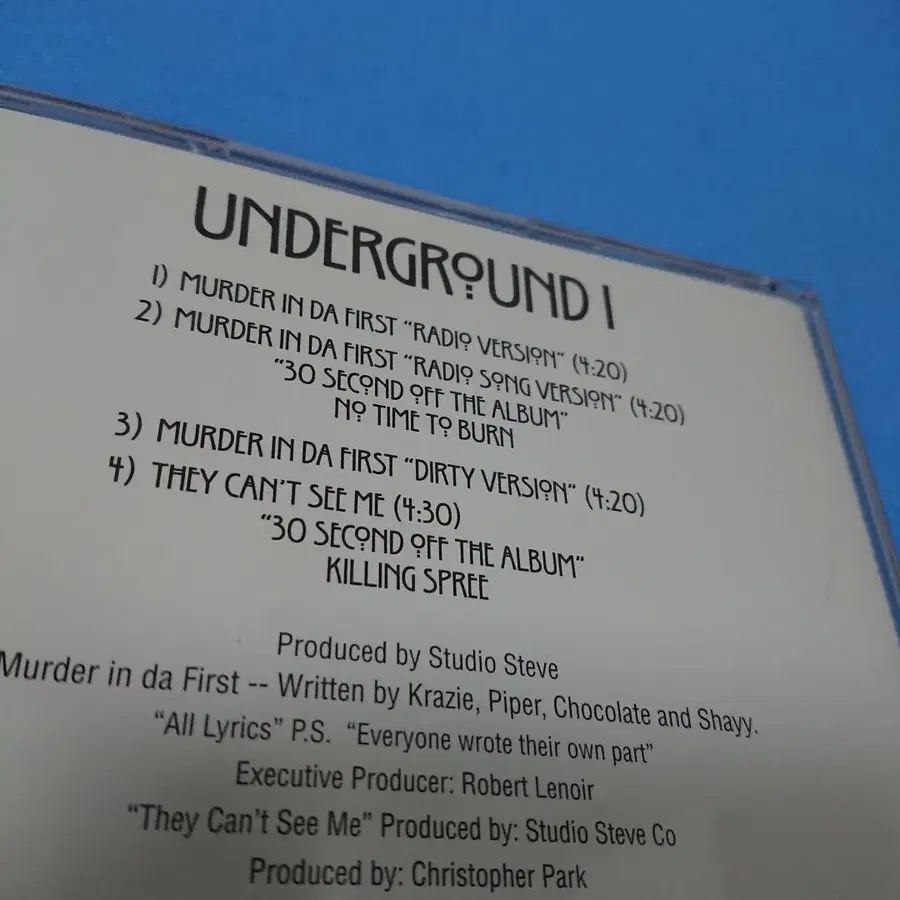 UNDERGROUND I
1) MURDER IN DA FIRST "RADIO VERSION" (4:20)
2) MURDER IN DA FIRST "RADIO SONG VERSION" (4:20)
"30 SECOND OFF THE ALBUM"
NO TIME TO BURN
3) MURDER IN DA FIRST "DIRTY VERSION" (4:20)
4) THEY CAN'T SEE ME (4:30)
"30 SECOND OFF THE ALBUM"
KILLING SPREE
Produced by Studio Steve
Murder in da First -- Written by Krazie, Piper, Chocolate and Shayy.
"All Lyrics" P.S. "Everyone wrote their own part"
Executive Producer: Robert Lenoir
"They Can't See Me" Produced by: Studio Steve Co
Produced by: Christopher Park